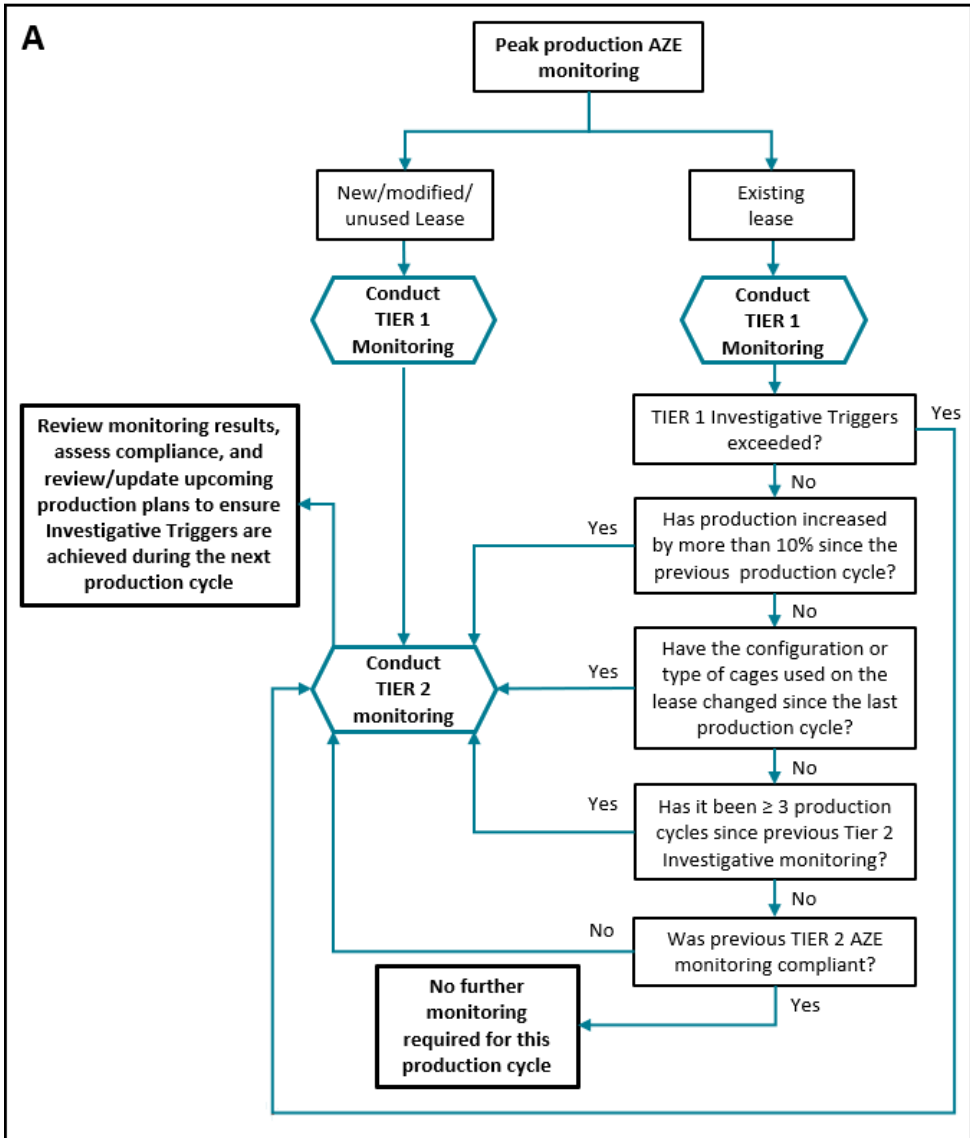 A
Peak production AZE
monitoring
New/modified/
unused Lease
Existing
lease
Conduct
TIER 1
Monitoring
Conduct
TIER 1
Monitoring
TIER 1 Investigative Triggers
exceeded?
Yes
No
Review monitoring results,
assess compliance, and
review/update upcoming
production plans to ensure
Investigative Triggers are
achieved during the next
production cycle
Has production increased
by more than 10% since the
previous production cycle?
Yes
No
Conduct
TIER 2
monitoring
Have the configuration or
type of cages used on the
lease changed since the last
production cycle?
Yes
No
Has it been ≥ 3 production
cycles since previous Tier 2
Investigative monitoring?
Yes
No
Was previous TIER 2 AZE
monitoring compliant?
No
Yes
No further
monitoring
required for this
production cycle